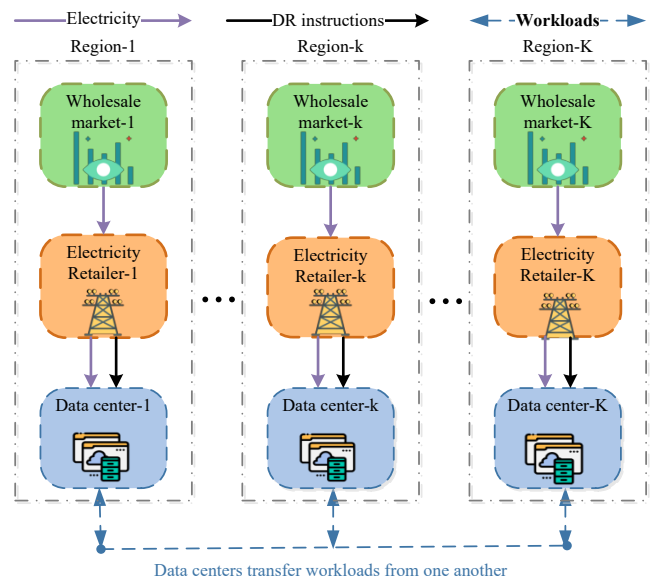 Electricity
DR instructions
Workloads
Region-1
Region-k
Region-K
Wholesale
market-1
Wholesale
market-k
Wholesale
market-K
Electricity
Retailer-1
Electricity
Retailer-k
Electricity
Retailer-K
Data center-1
Data center-k
Data center-K
Data centers transfer workloads from one another